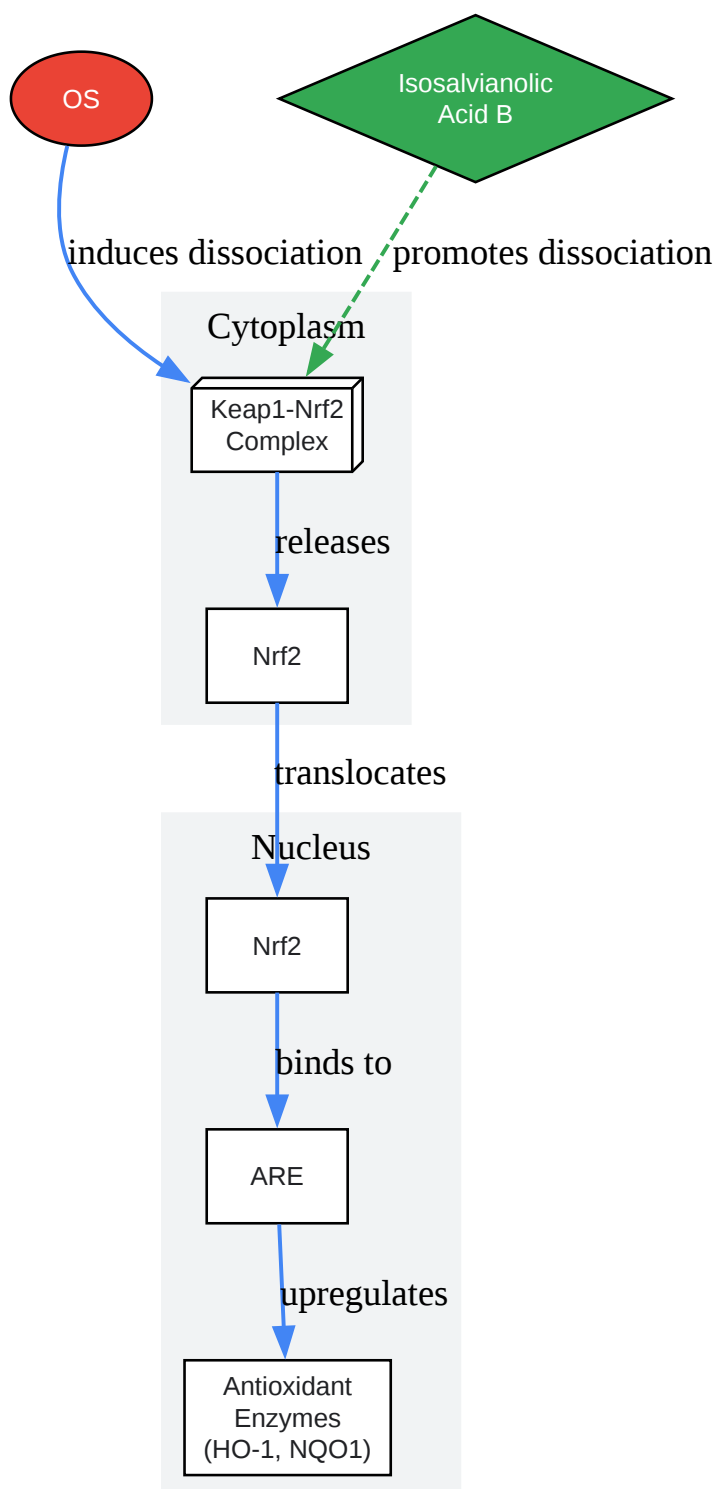 OS
Isosalvianolic
Acid B
induces dissociation
promotes dissociation
Cytoplasm
Keap1-Nrf2
Complex
releases
Nrf2
translocates
Nucleus
Nrf2
binds to
ARE
upregulates
Antioxidant
Enzymes
(HO-1, NQO1)